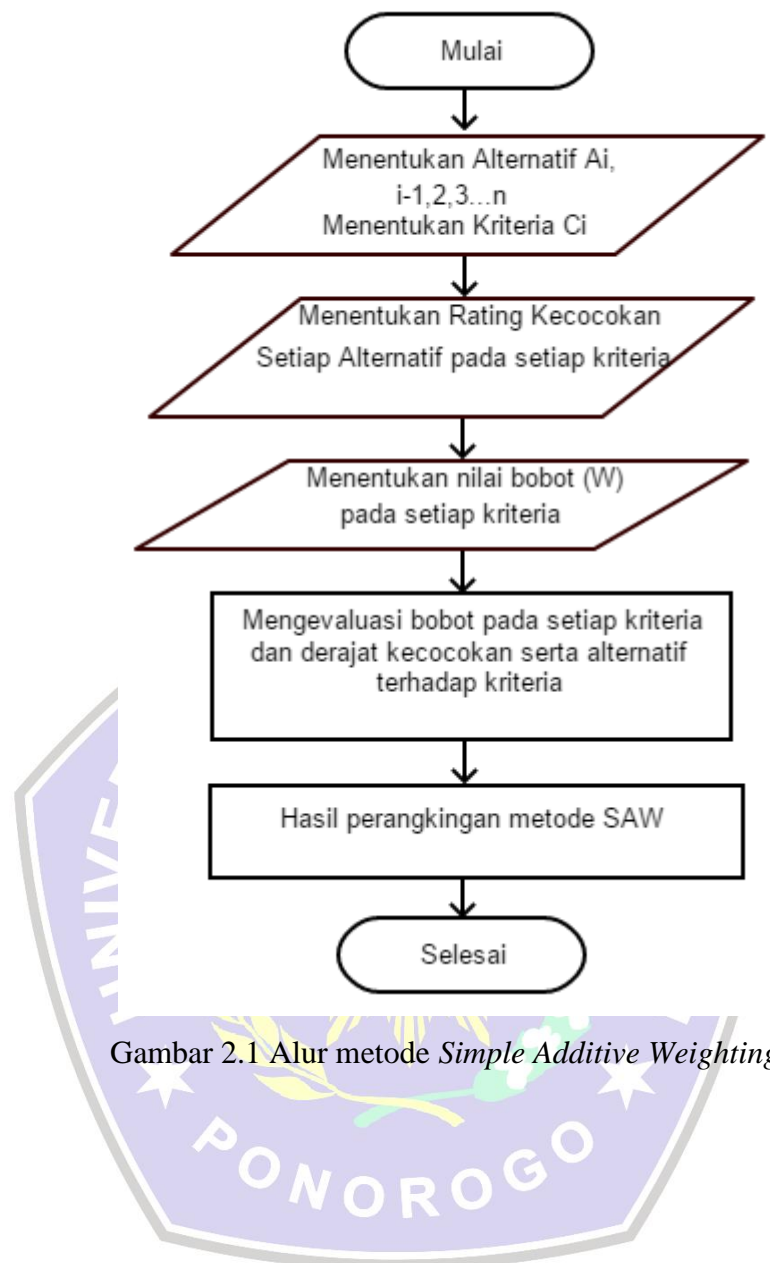 Mulai
Menentukan Alternatif Ai,
i-1,2,3...n
Menentukan Kriteria Ci
Menentukan Rating Kecocokan
Setiap Alternatif pada setiap kriteria
Menentukan nilai bobot (W)
pada setiap kriteria
Mengevaluasi bobot pada setiap kriteria
dan derajat kecocokan serta alternatif
terhadap kriteria
Hasil perangkingan metode SAW
Selesai
Gambar 2.1 Alur metode Simple Additive Weighting
PONOROGO